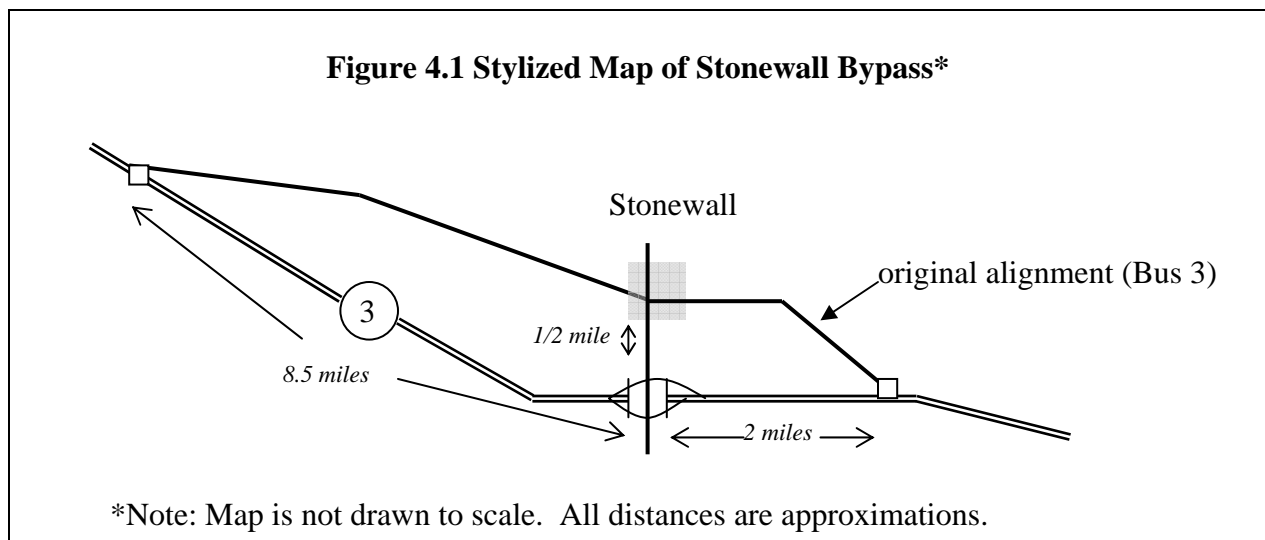 Figure 4.1 Stylized Map of Stonewall Bypass*
Stonewall
original alignment (Bus 3)
3
1/2 mile
8.5 miles
2 miles
*Note: Map is not drawn to scale.  All distances are approximations.